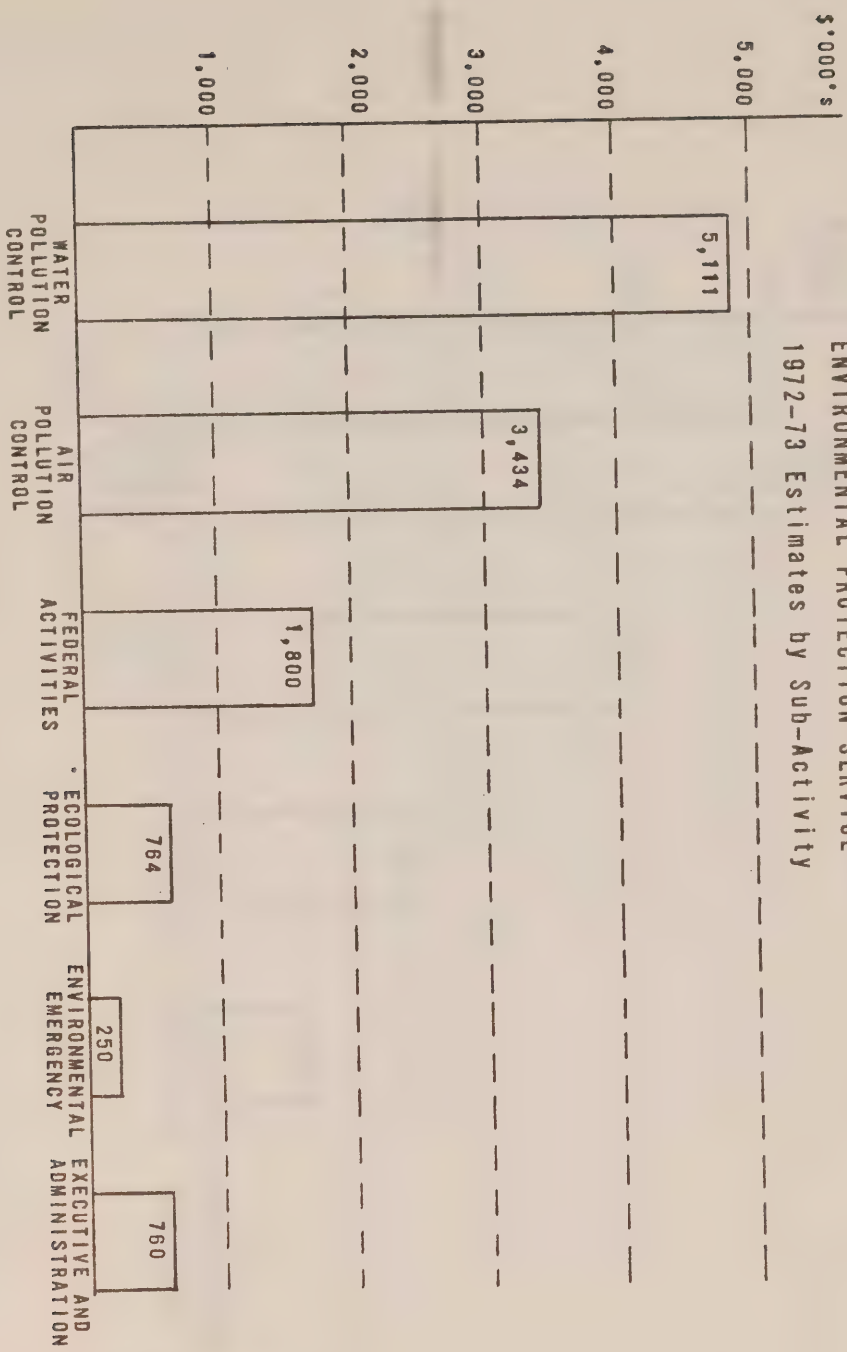 ENVIRONMENTAL PROTECTION SERVICE
1972-73 Estimates by Sub-Activity
$'000's
5,000
4,000
3,000
2,000
1,000
5,111
3,434
1,800
764
250
760
WATER
POLLUTION
CONTROL
AIR
POLLUTION
CONTROL
FEDERAL
ACTIVITIES
ECOLOGICAL
PROTECTION
ENVIRONMENTAL
EMERGENCY
EXECUTIVE AND
ADMINISTRATION